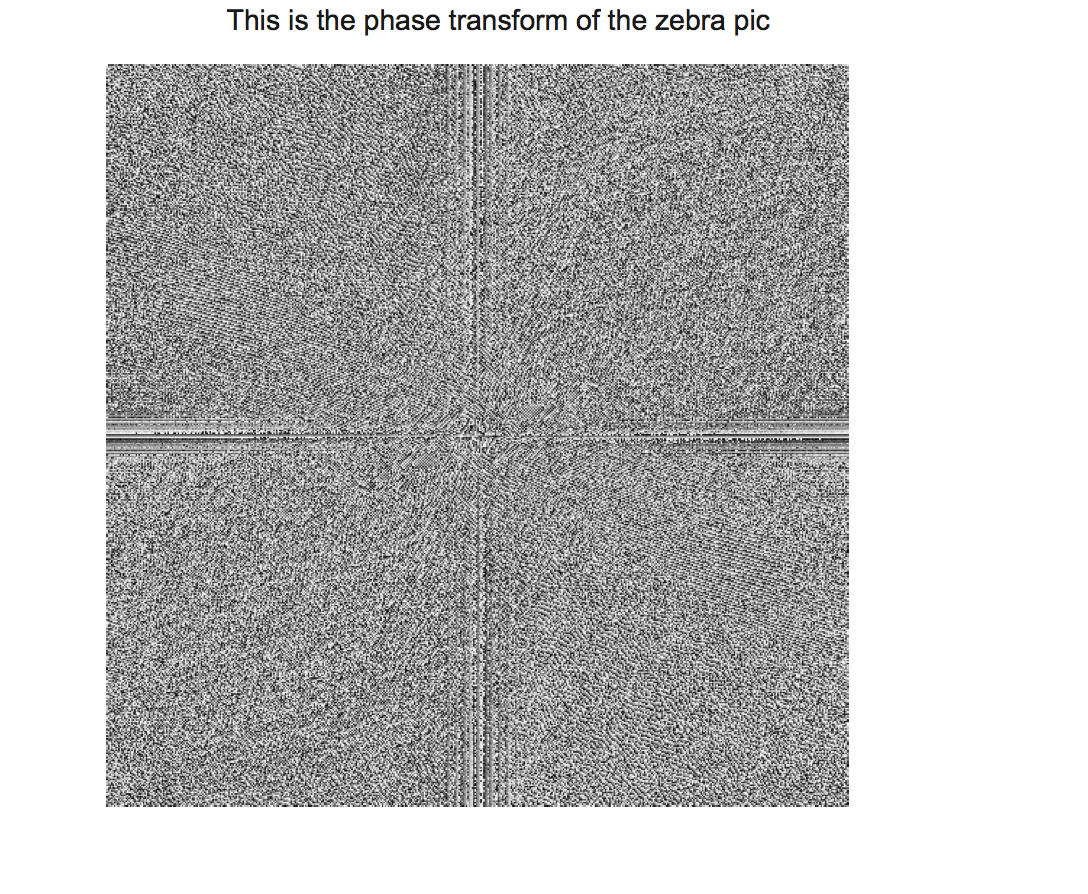 This is the phase transform of the zebra pic